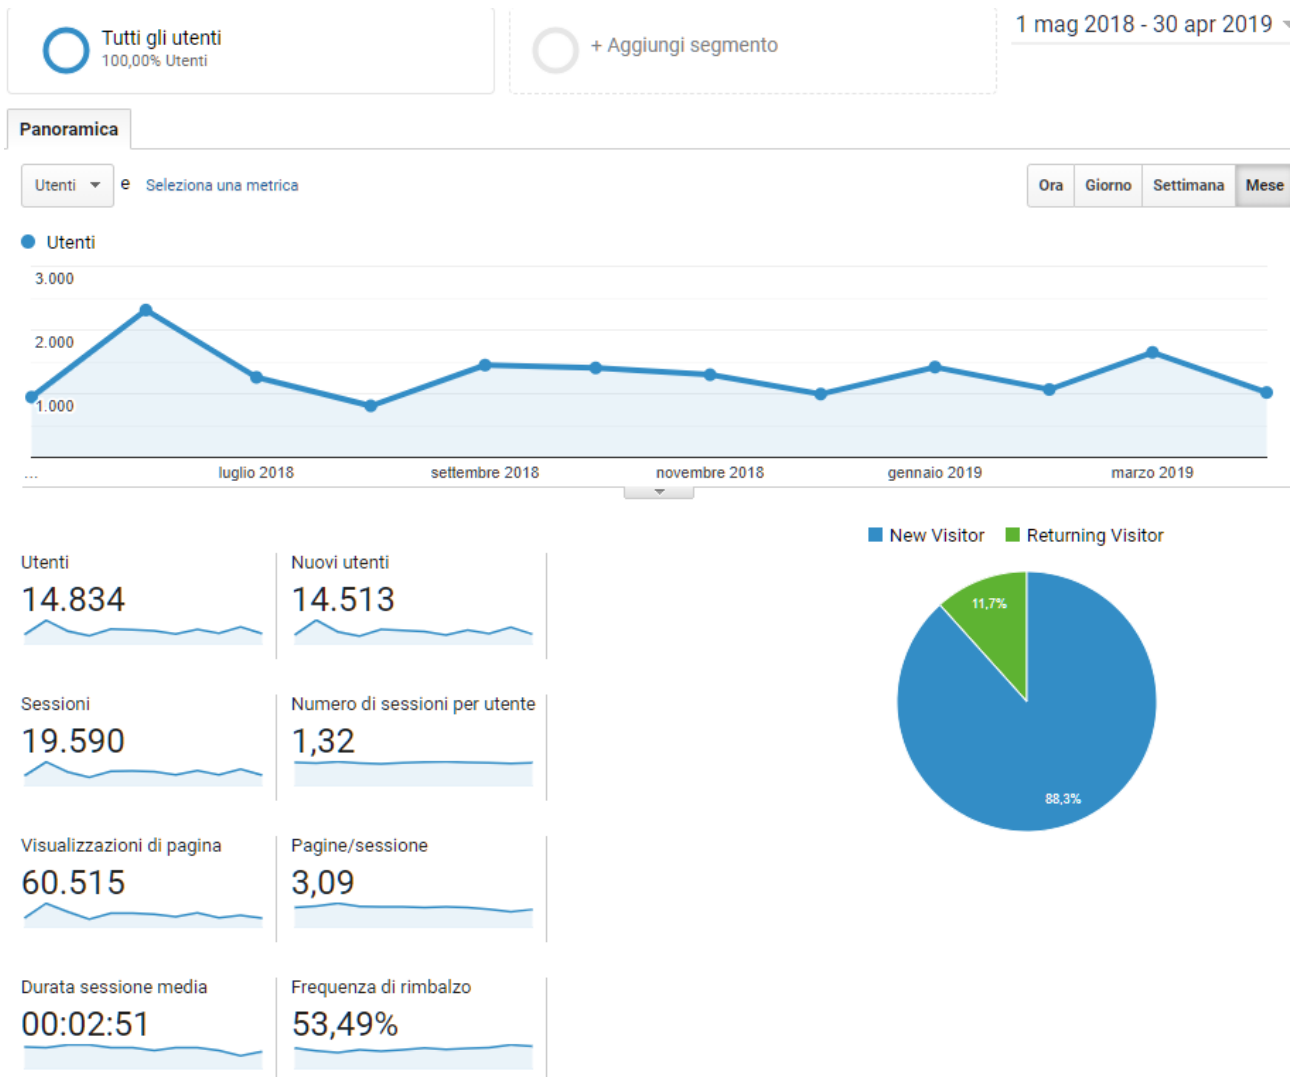 Tutti gli utenti
100,00% Utenti
+ Aggiungi segmento
1 mag 2018 - 30 apr 2019
Panoramica
Utenti e Seleziona una metrica
Ora Giorno Settimana Mese
Utenti
3.000
2.000
1.000
... luglio 2018 settembre 2018 novembre 2018 gennaio 2019 marzo 2019
New Visitor Returning Visitor
Utenti
14.834
Nuovi utenti
14.513
Sessioni
19.590
Numero di sessioni per utente
1,32
Visualizzazioni di pagina
60.515
Pagine/sessione
3,09
Durata sessione media
00:02:51
Frequenza di rimbalzo
53,49%
11,7%
88,3%